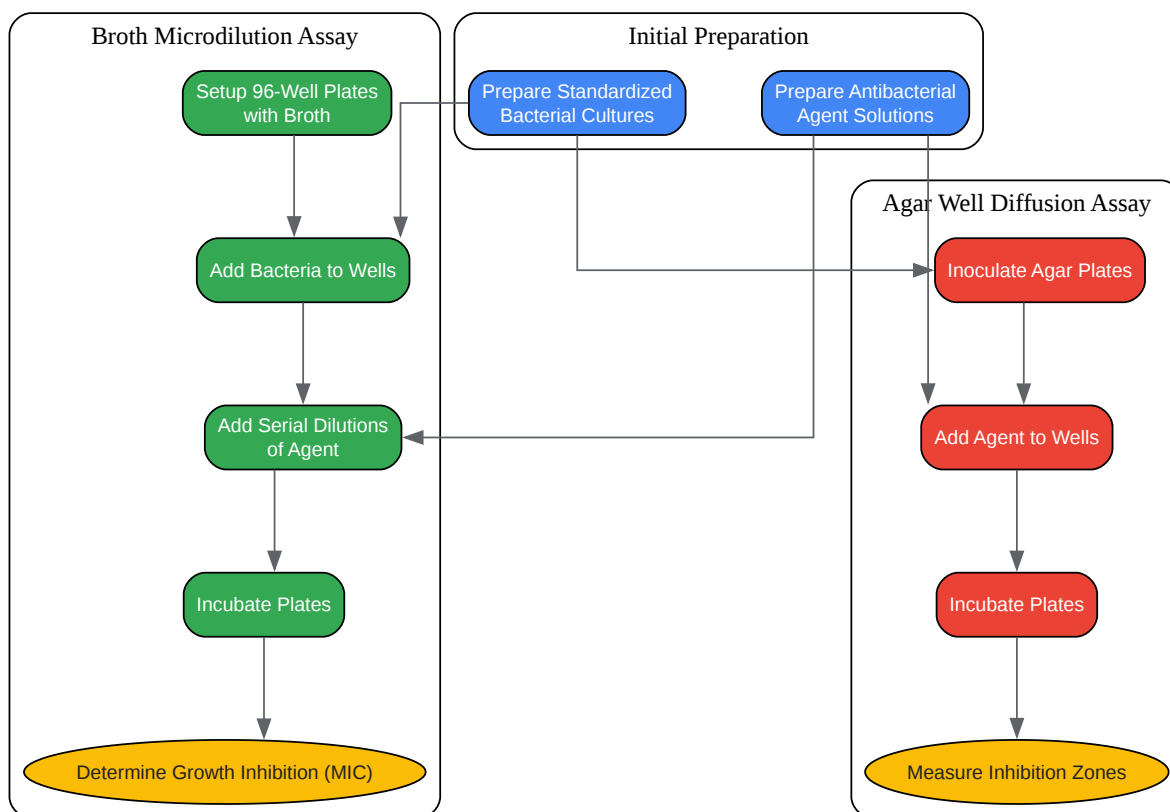 Broth Microdilution Assay
Setup 96-Well Plates
with Broth
Add Bacteria to Wells
Add Serial Dilutions
of Agent
Incubate Plates
Determine Growth Inhibition (MIC)
Initial Preparation
Prepare Standardized
Bacterial Cultures
Prepare Antibacterial
Agent Solutions
Agar Well Diffusion Assay
Inoculate Agar Plates
Add Agent to Wells
Incubate Plates
Measure Inhibition Zones